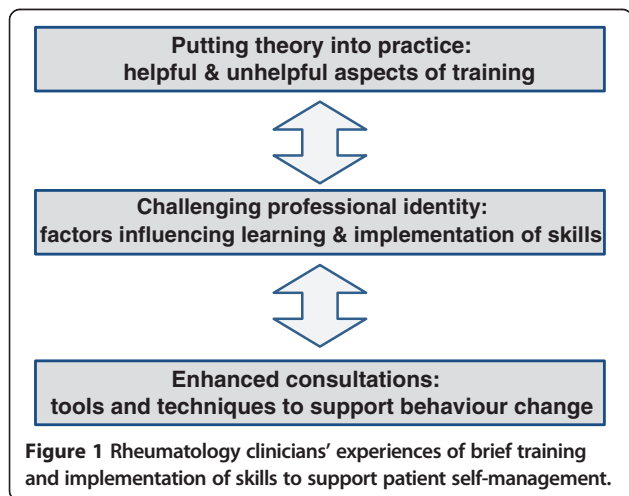 Putting theory into practice:
helpful & unhelpful aspects of training
Challenging professional identity:
factors influencing learning & implementation of skills
Enhanced consultations:
tools and techniques to support behaviour change
Figure 1 Rheumatology clinicians’ experiences of brief training
and implementation of skills to support patient self-management.